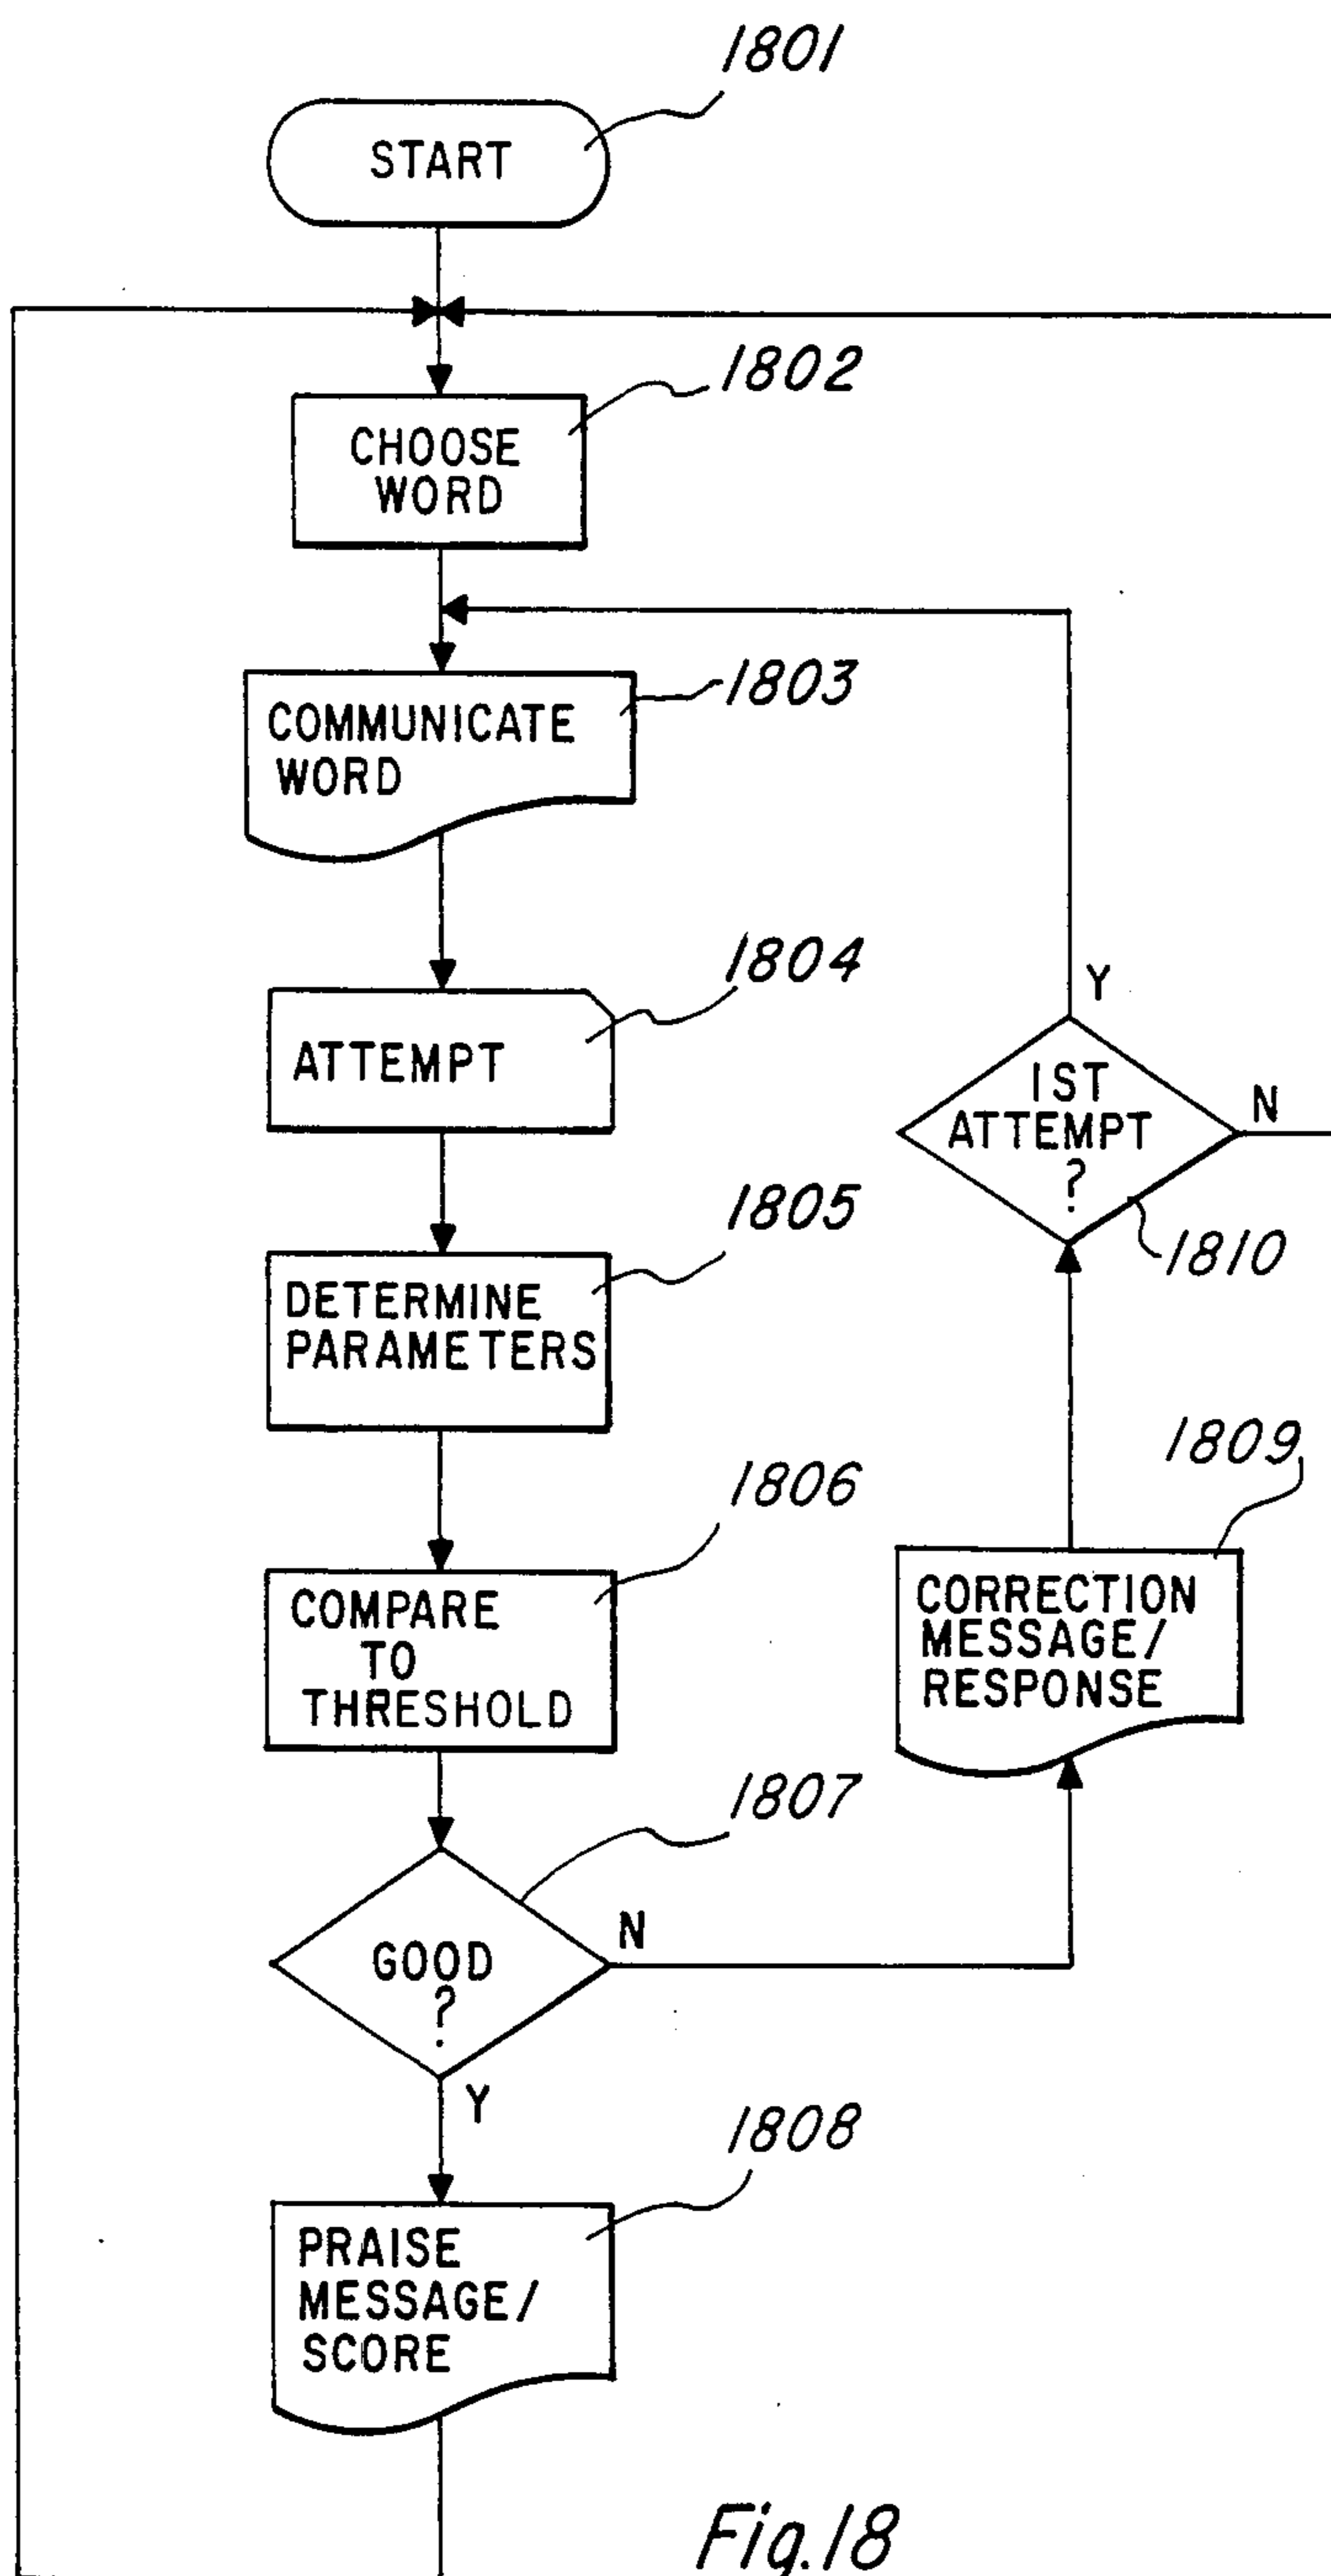 1801
START
1802
CHOOSE
WORD
1803
COMMUNICATE
WORD
1804
ATTEMPT
Y
1ST
ATTEMPT
?
N
1810
1805
DETERMINE
PARAMETERS
1806
COMPARE
TO
THRESHOLD
1809
CORRECTION
MESSAGE/
RESPONSE
1807
GOOD
?
N
Y
1808
PRAISE
MESSAGE/
SCORE
Fig.18